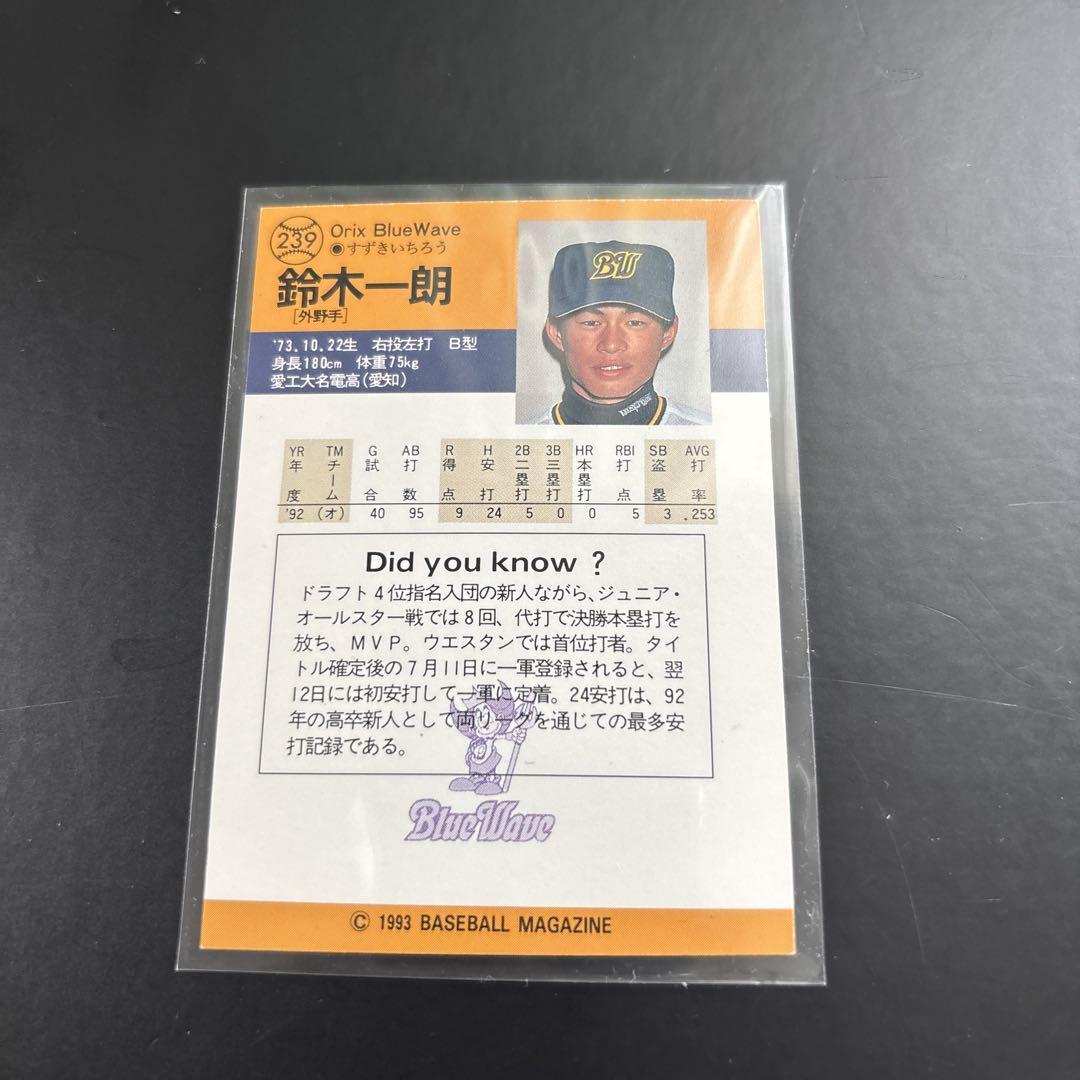 239
Orix BlueWave
●すずきいちろう
鈴木一朗
[外野手]
'73.10.22生 右投左打 B型
身長180cm 体重75kg
愛工大名電高(愛知)
BW
YR TM G AB R H 2B 3B HR RBI SB AVG
年度 チーム 試合 打数 得点 安打 二塁打 三塁打 本塁打 打点 盗塁 打率
'92 (オ) 40 95 9 24 5 0 0 5 3 .253
Did you know ?
ドラフト4位指名入団の新人ながら、ジュニア・
オールスター戦では8回、代打で決勝本塁打を
放ち、MVP。ウエスタンでは首位打者。タイ
トル確定後の7月11日に一軍登録されると、翌
12日には初安打して一軍に定着。24安打は、92
年の高卒新人として両リーグを通じての最多安
打記録である。
BlueWave
© 1993 BASEBALL MAGAZINE